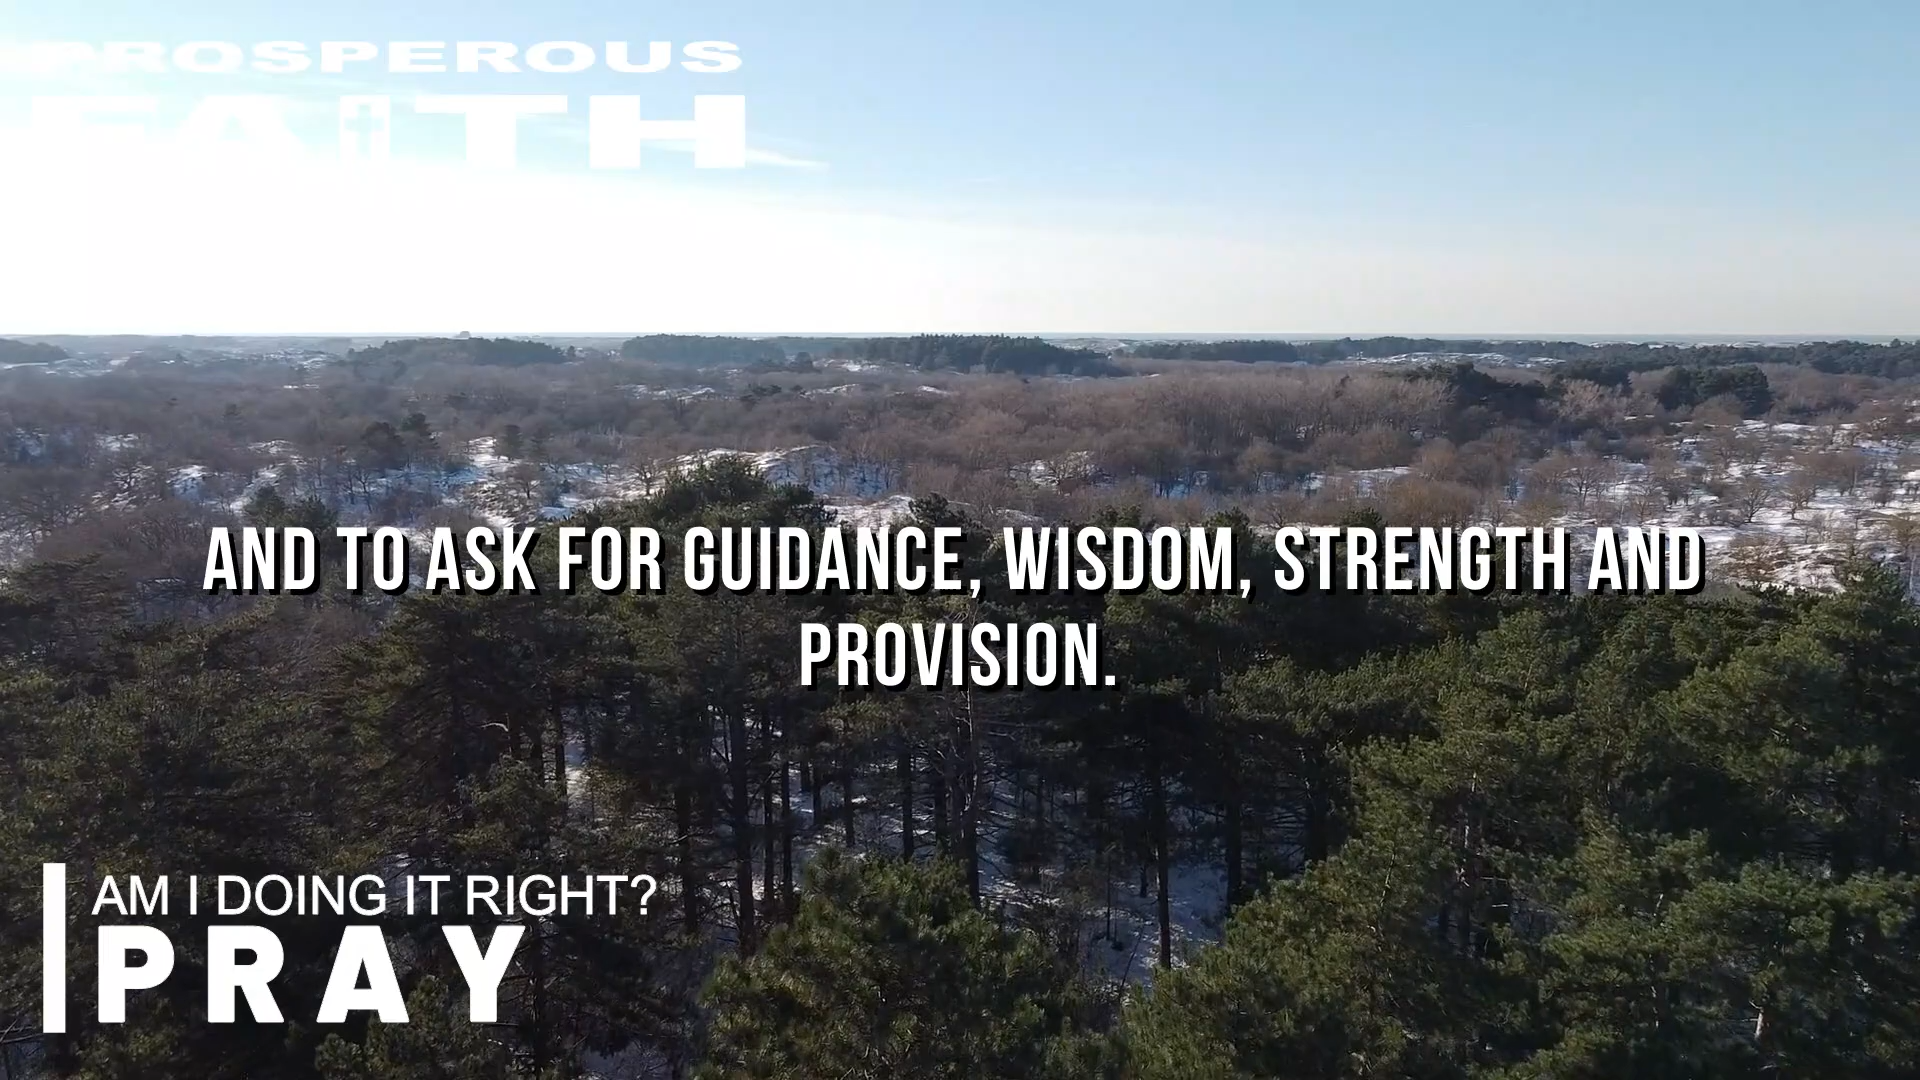 PROSPEROUS
FAITH
AND TO ASK FOR GUIDANCE, WISDOM, STRENGTH AND
PROVISION.
AM I DOING IT RIGHT?
PRAY